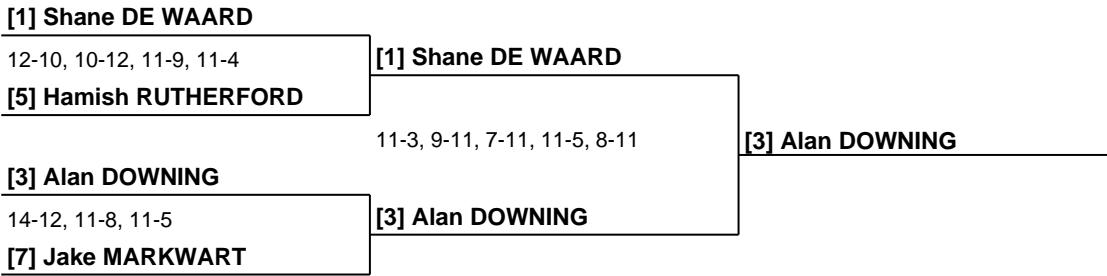 [1] Shane DE WAARD
12-10, 10-12, 11-9, 11-4
[1] Shane DE WAARD
[5] Hamish RUTHERFORD
11-3, 9-11, 7-11, 11-5, 8-11
[3] Alan DOWNING
[3] Alan DOWNING
14-12, 11-8, 11-5
[3] Alan DOWNING
[7] Jake MARKWART